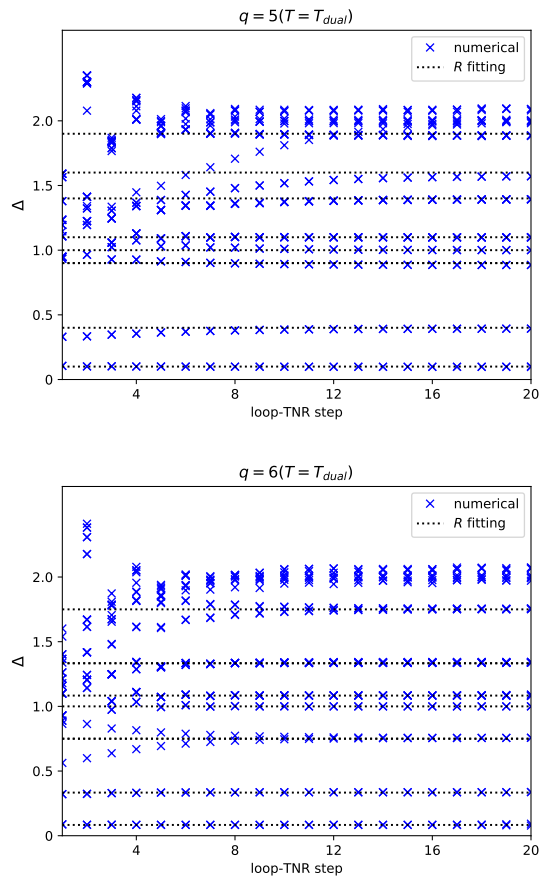 q = 5(T = T_dual)
numerical
R fitting
2.0
1.5
1.0
0.5
0
Δ
4
8
12
16
20
loop-TNR step
q = 6(T = T_dual)
numerical
R fitting
2.0
1.5
1.0
0.5
0
Δ
4
8
12
16
20
loop-TNR step